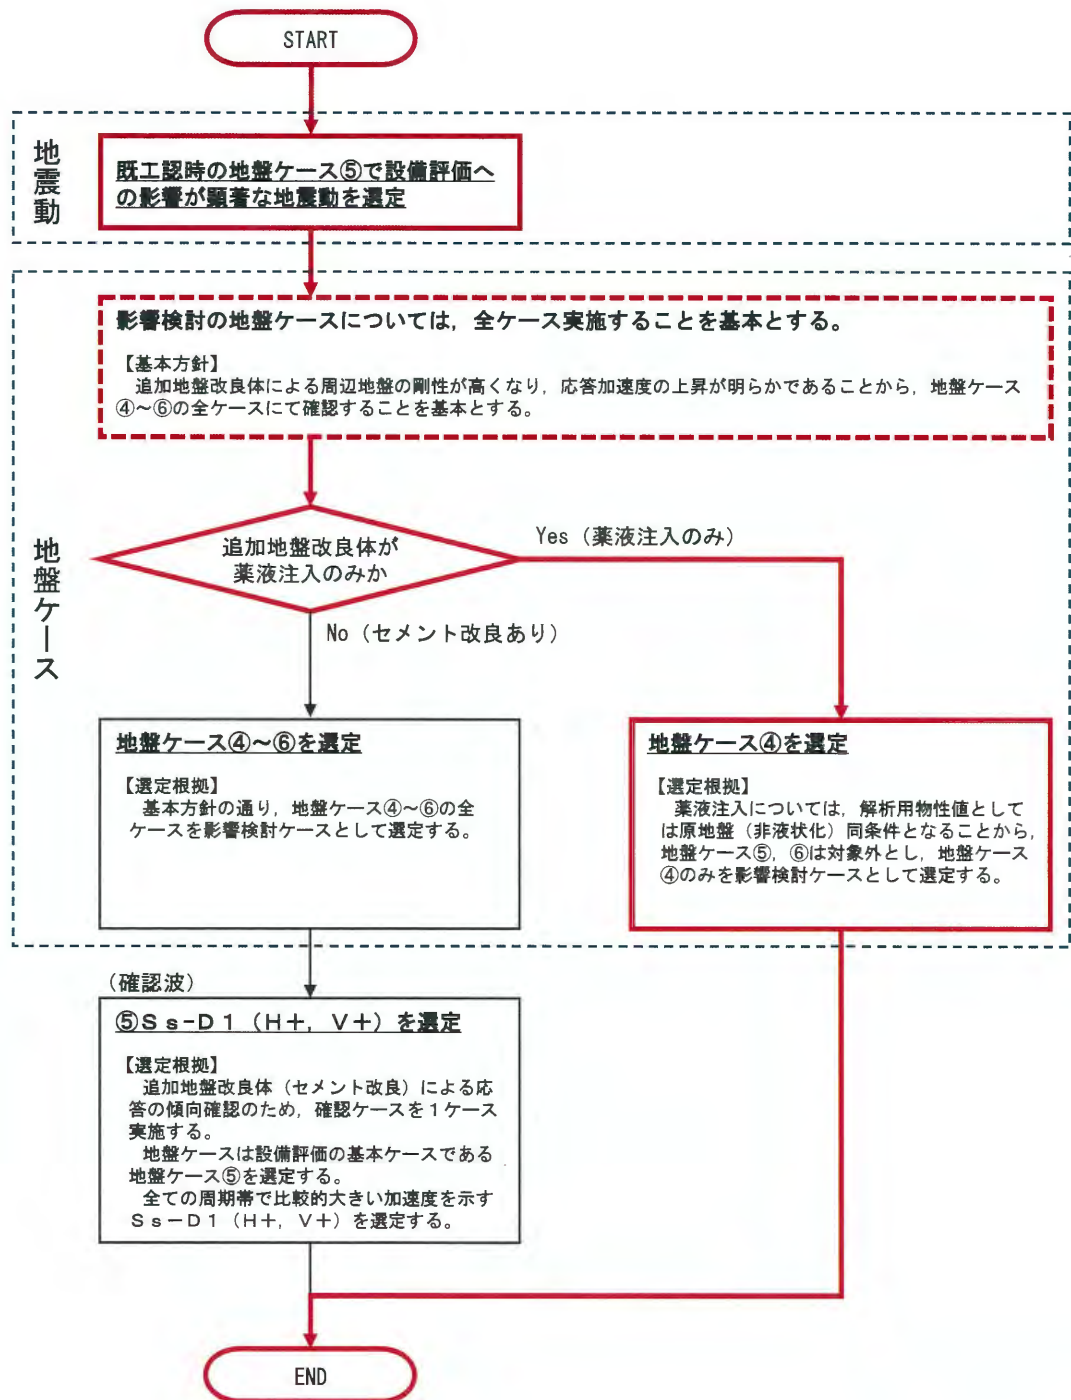 START
地震動
既工認時の地盤ケース⑤で設備評価へ
の影響が顕著な地震動を選定
地盤ケース
影響検討の地盤ケースについては，全ケース実施することを基本とする。
【基本方針】
追加地盤改良体による周辺地盤の剛性が高くなり，応答加速度の上昇が明らかであることから，地盤ケース
④～⑥の全ケースにて確認することを基本とする。
追加地盤改良体が
薬液注入のみか
Yes（薬液注入のみ）
No（セメント改良あり）
地盤ケース④～⑥を選定
【選定根拠】
基本方針の通り，地盤ケース④～⑥の全
ケースを影響検討ケースとして選定する。
地盤ケース④を選定
【選定根拠】
薬液注入については，解析用物性値として
は原地盤（非液状化）同条件となることから，
地盤ケース⑤，⑥は対象外とし，地盤ケース
④のみを影響検討ケースとして選定する。
（確認波）
⑤Ｓｓ-Ｄ１（Ｈ＋，Ｖ＋）を選定
【選定根拠】
追加地盤改良体（セメント改良）による応
答の傾向確認のため，確認ケースを１ケース
実施する。
地盤ケースは設備評価の基本ケースである
地盤ケース⑤を選定する。
全ての周期帯で比較的大きい加速度を示す
Ｓｓ－Ｄ１（Ｈ＋，Ｖ＋）を選定する。
END